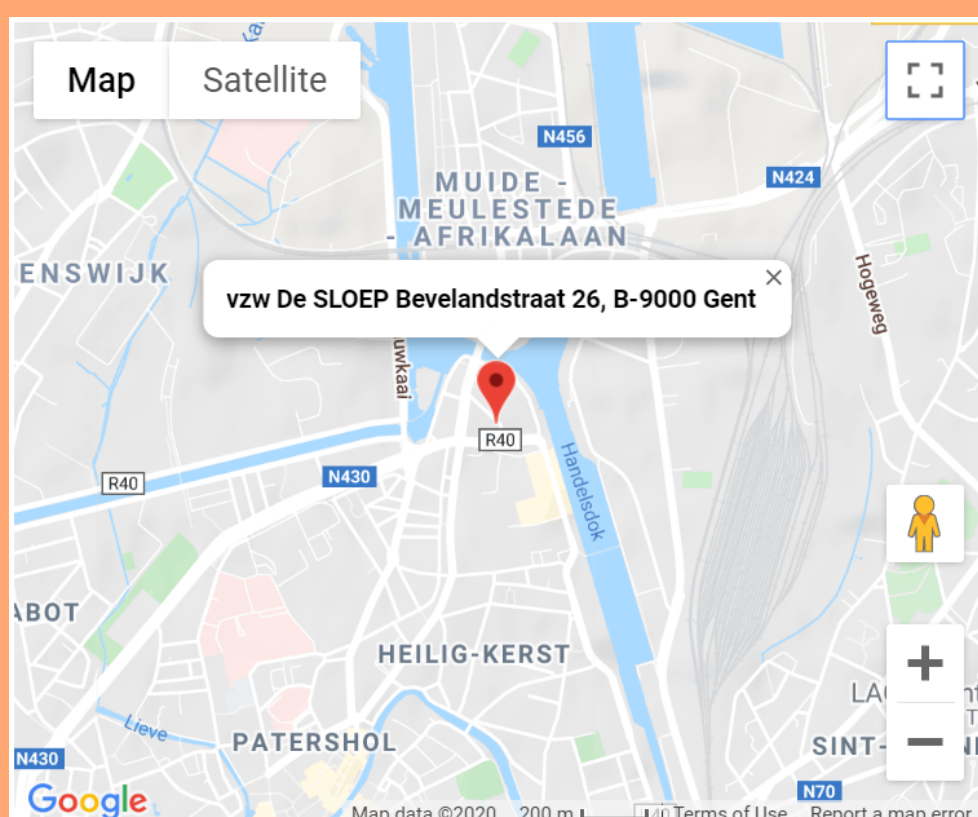 Map Satellite
N456
N424
MUIDE -
MEULESTEDE
- AFRIKALAAN
ENSWIJK
Hogeweg
vzw De SLOEP Bevelandstraat 26, B-9000 Gent
uwkaai
R40
R40
N430
Handelsdok
ABOT
HEILIG-KERST
Lieve
PATERSHOL
SINT-
N430
N70
Google
Map data ©2020 200 m Terms of Use Report a map error